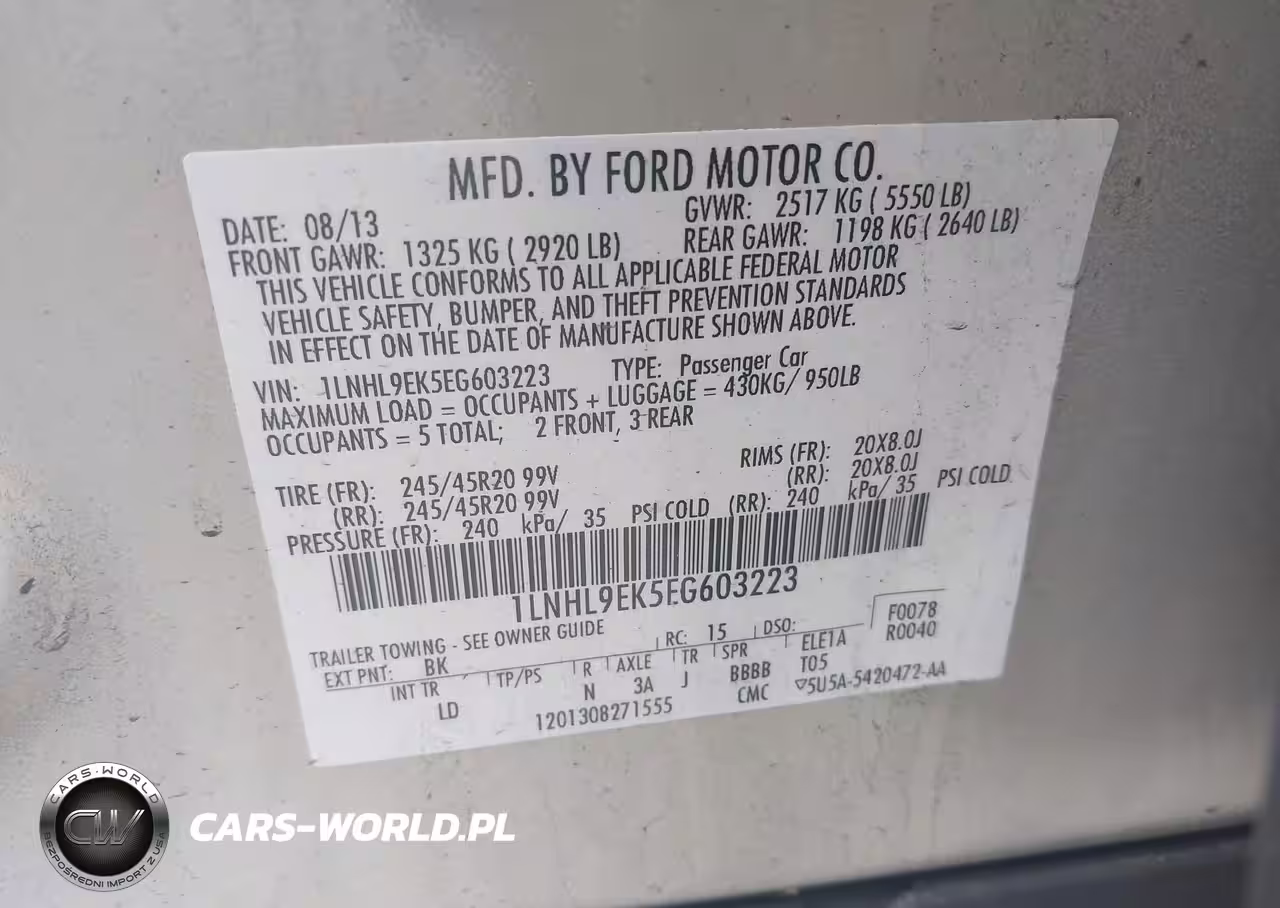 MFD. BY FORD MOTOR CO.
DATE: 08/13 GVWR: 2517 KG ( 5550 LB)
FRONT GAWR: 1325 KG ( 2920 LB) REAR GAWR: 1198 KG ( 2640 LB)
THIS VEHICLE CONFORMS TO ALL APPLICABLE FEDERAL MOTOR
VEHICLE SAFETY, BUMPER, AND THEFT PREVENTION STANDARDS
IN EFFECT ON THE DATE OF MANUFACTURE SHOWN ABOVE.
VIN: 1LNHL9EK5EG603223 TYPE: Passenger Car
MAXIMUM LOAD = OCCUPANTS + LUGGAGE = 430KG/ 950LB
OCCUPANTS = 5 TOTAL; 2 FRONT, 3 REAR
TIRE (FR): 245/45R20 99V RIMS (FR): 20X8.0J
(RR): 245/45R20 99V (RR): 20X8.0J
PRESSURE (FR): 240 kPa/ 35 PSI COLD (RR): 240 kPa/ 35 PSI COLD
1LNHL9EK5EG603223
TRAILER TOWING - SEE OWNER GUIDE RC: 15 DSO: F0078
EXT PNT: BK ELE1A R0040
INT TR TP/PS R AXLE TR SPR T05
LD N 3A J BBBB ▽5U5A-5420472-AA
1201308271555 CMC
CARS-WORLD
CW
BEZPOŚREDNI IMPORT Z USA
CARS-WORLD.PL